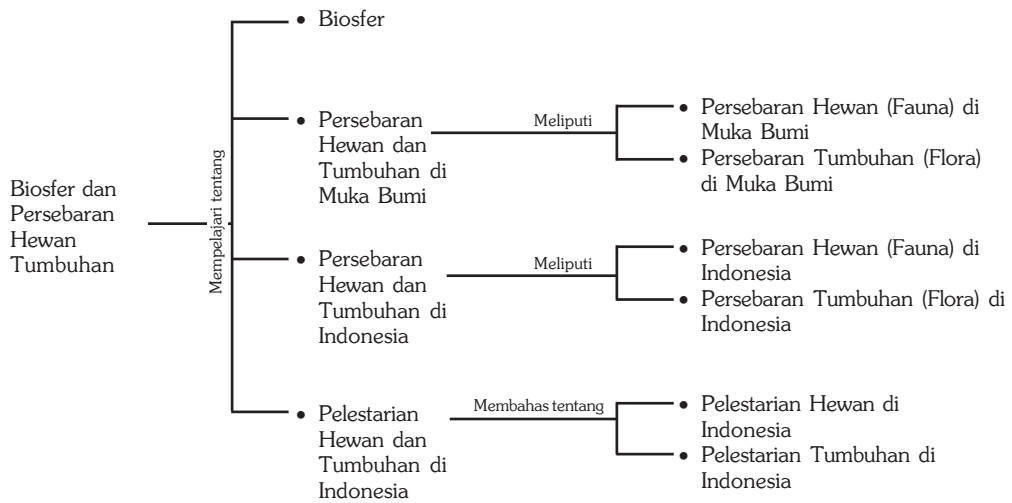 Biosfer dan
Persebaran
Hewan
Tumbuhan
Mempelajari tentang
• Biosfer
• Persebaran
Hewan dan
Tumbuhan di
Muka Bumi
Meliputi
• Persebaran Hewan (Fauna) di
Muka Bumi
• Persebaran Tumbuhan (Flora)
di Muka Bumi
• Persebaran
Hewan dan
Tumbuhan di
Indonesia
Meliputi
• Persebaran Hewan (Fauna) di
Indonesia
• Persebaran Tumbuhan (Flora) di
Indonesia
• Pelestarian
Hewan dan
Tumbuhan di
Indonesia
Membahas tentang
• Pelestarian Hewan di
Indonesia
• Pelestarian Tumbuhan di
Indonesia